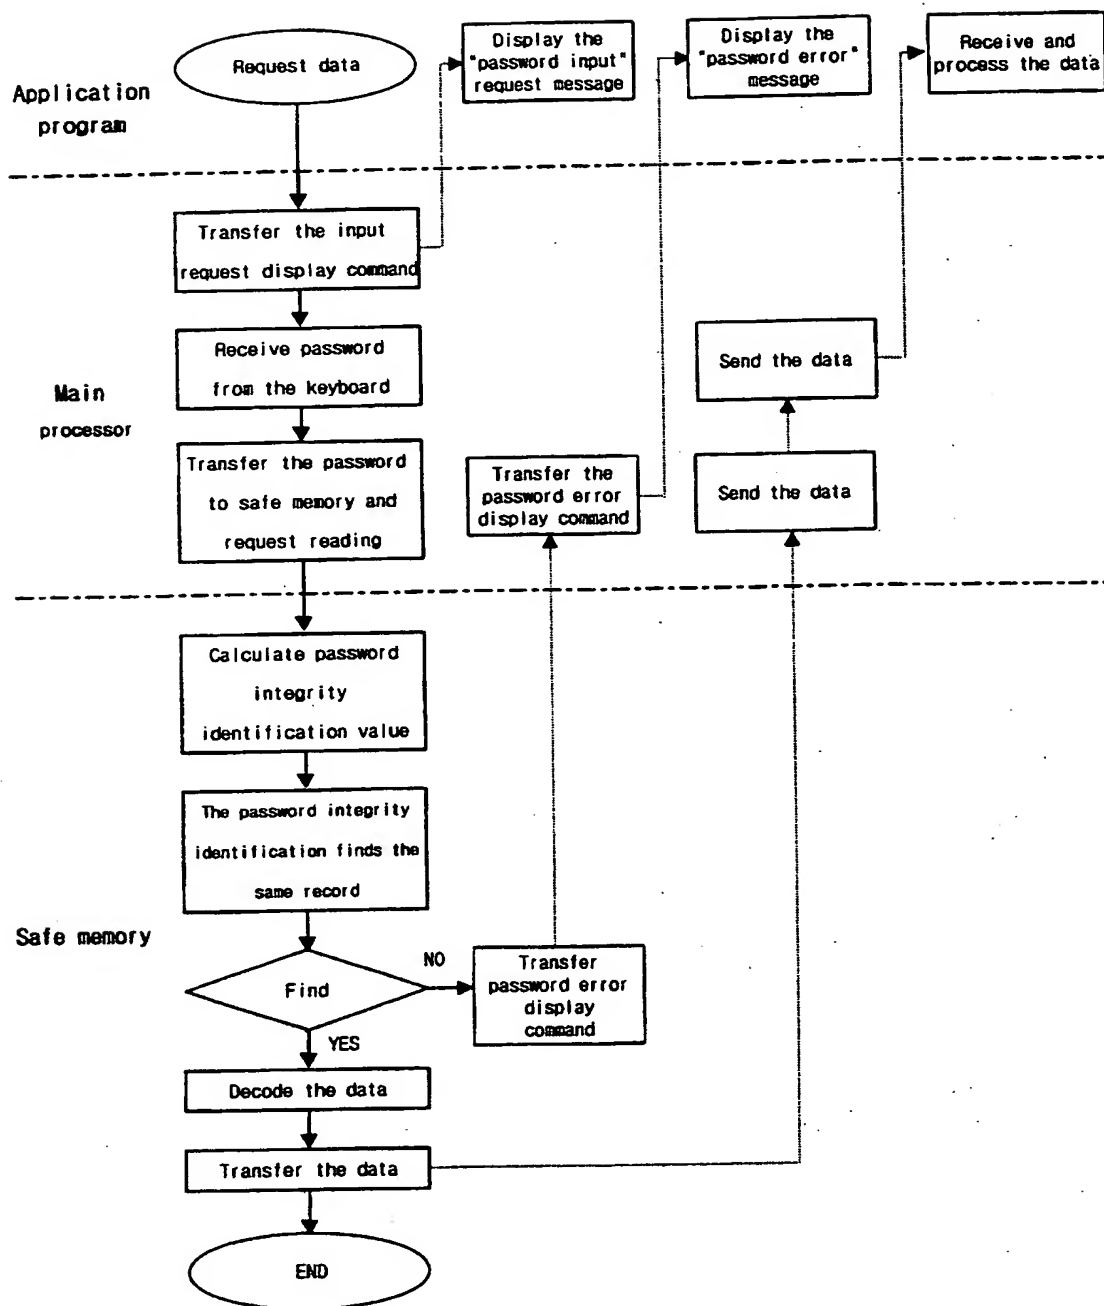 Request data
Display the
"password input"
request message
Display the
"password error"
message
Receive and
process the data
Application
program
Transfer the input
request display command
Receive password
from the keyboard
Send the data
Main
processor
Transfer the password
to safe memory and
request reading
Transfer the
password error
display command
Send the data
Calculate password
integrity
identification value
The password integrity
identification finds the
same record
Safe memory
Find
NO
Transfer
password error
display
command
YES
Decode the data
Transfer the data
END